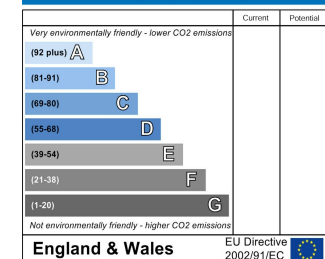 Current Potential
Very environmentally friendly - lower CO2 emissions
(92 plus) A
(81-91) B
(69-80) C
(55-68) D
(39-54) E
(21-38) F
(1-20) G
Not environmentally friendly - higher CO2 emissions
England & Wales
EU Directive
2002/91/EC